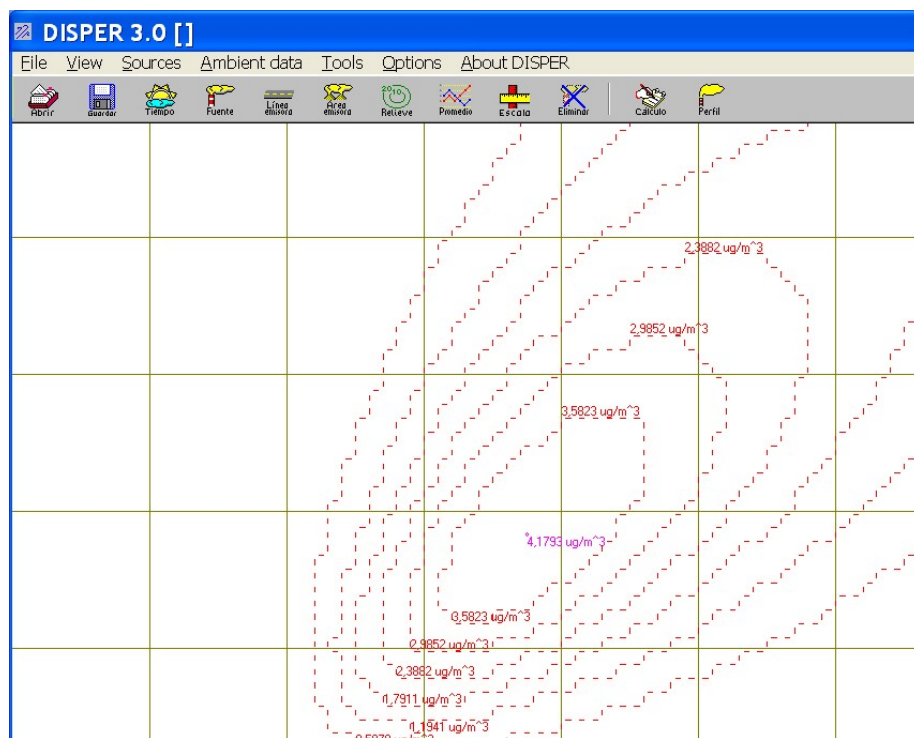 DISPER 3.0 []
File View Sources Ambient data Tools Options About DISPER
Abrir Guardar Tiempo Fuente Línea emisora Área emisora 2010 Relieve Promedio Escala Eliminar Cálculo Perfil
2,3882 ug/m^3
2,9852 ug/m^3
3,5823 ug/m^3
4,1793 ug/m^3
3,5823 ug/m^3
2,9852 ug/m^3
2,3882 ug/m^3
1,7911 ug/m^3
1,1941 ug/m^3